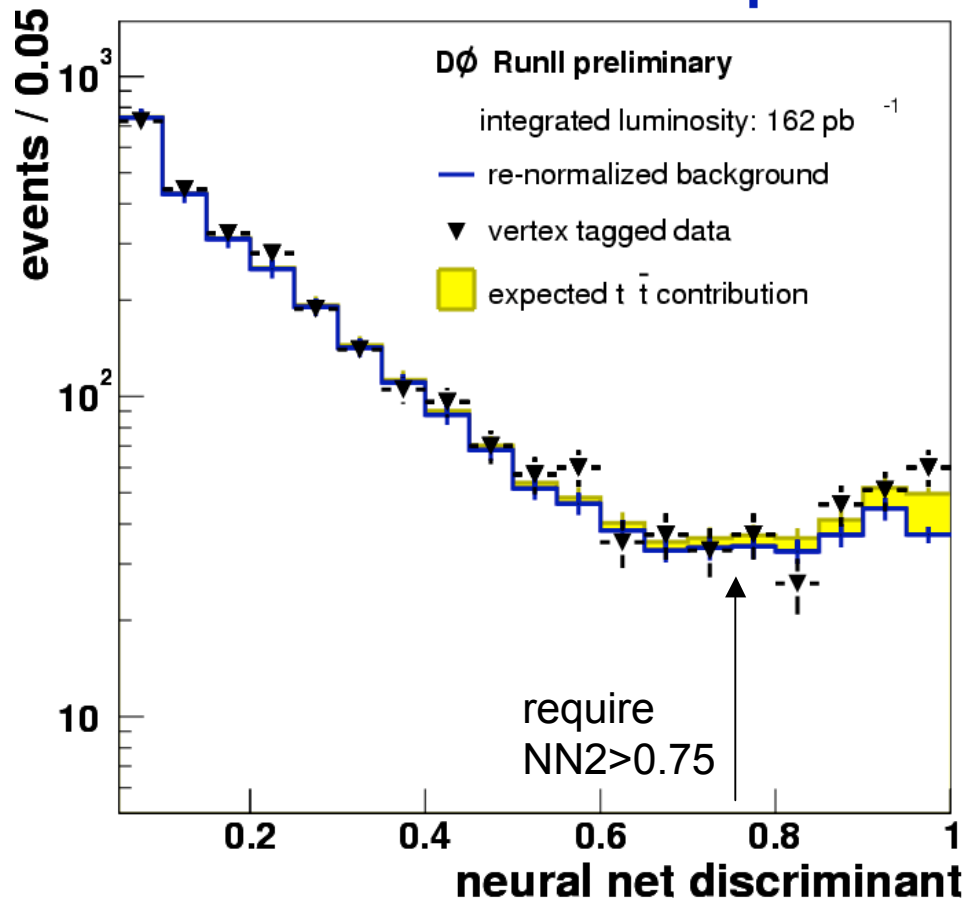 events / 0.05
10³
10²
10
DØ RunII preliminary
integrated luminosity: 162 pb⁻¹
re-normalized background
vertex tagged data
expected t t̄ contribution
require
NN2>0.75
0.2 0.4 0.6 0.8 1
neural net discriminant